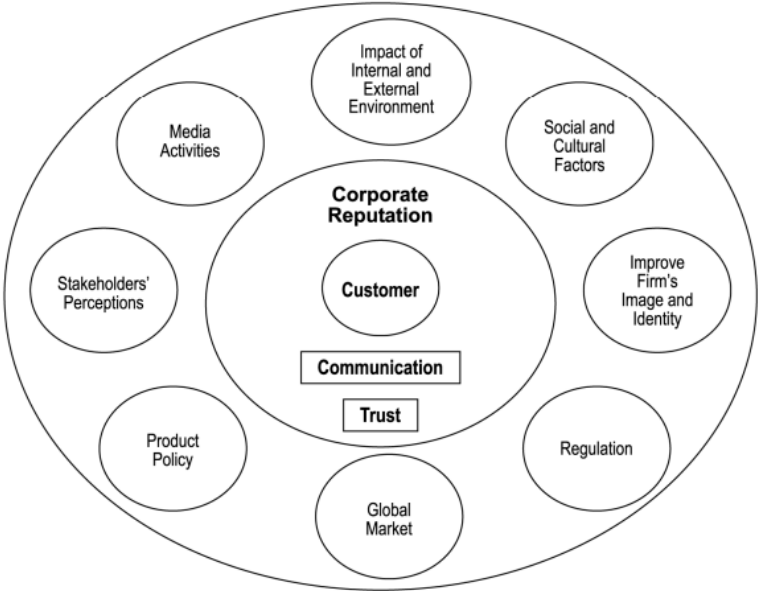 Impact of
Internal and
External
Environment
Media
Activities
Social and
Cultural
Factors
Corporate
Reputation
Stakeholders'
Perceptions
Customer
Improve
Firm's
Image and
Identity
Communication
Trust
Product
Policy
Regulation
Global
Market